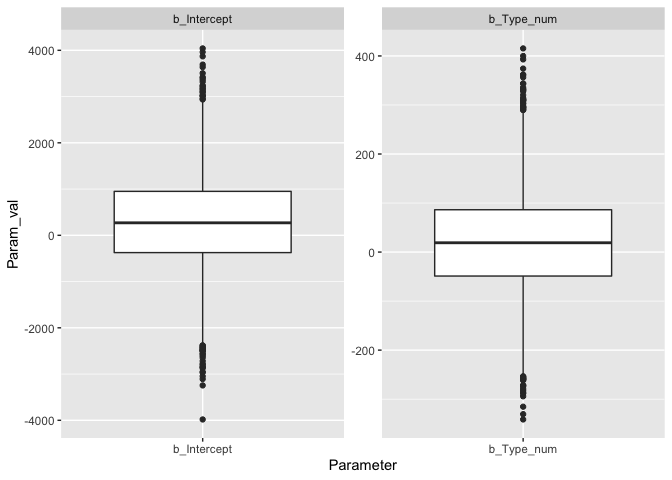 b_Intercept
b_Type_num
Param_val
4000
2000
0
-2000
-4000
400
200
0
-200
b_Intercept
b_Type_num
Parameter